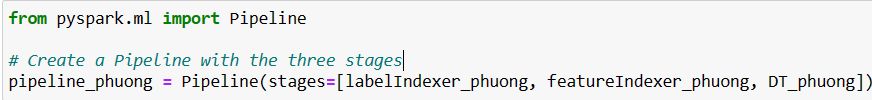 from pyspark.ml import Pipeline
# Create a Pipeline with the three stages
pipeline_phuong = Pipeline(stages=[labelIndexer_phuong, featureIndexer_phuong, DT_phuong])